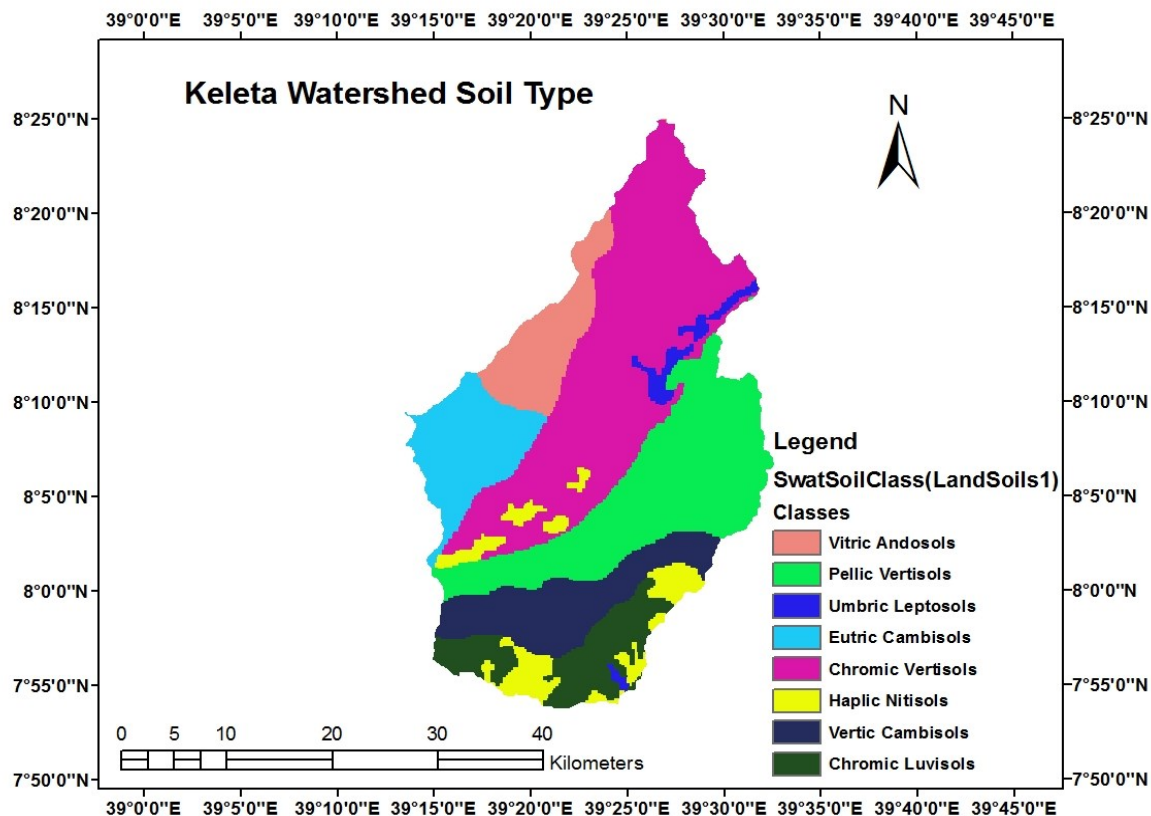 39°0'0"E 39°5'0"E 39°10'0"E 39°15'0"E 39°20'0"E 39°25'0"E 39°30'0"E 39°35'0"E 39°40'0"E 39°45'0"E
Keleta Watershed Soil Type
N
8°25'0"N 8°25'0"N
8°20'0"N 8°20'0"N
8°15'0"N 8°15'0"N
8°10'0"N 8°10'0"N
Legend
SwatSoilClass(LandSoils1)
8°5'0"N 8°5'0"N
Classes
Vitric Andosols
Pellic Vertisols
8°0'0"N 8°0'0"N
Umbric Leptosols
Eutric Cambisols
Chromic Vertisols
7°55'0"N 7°55'0"N
Haplic Nitisols
Vertic Cambisols
Chromic Luvisols
0 5 10 20 30 40
Kilometers
7°50'0"N 7°50'0"N
39°0'0"E 39°5'0"E 39°10'0"E 39°15'0"E 39°20'0"E 39°25'0"E 39°30'0"E 39°35'0"E 39°40'0"E 39°45'0"E